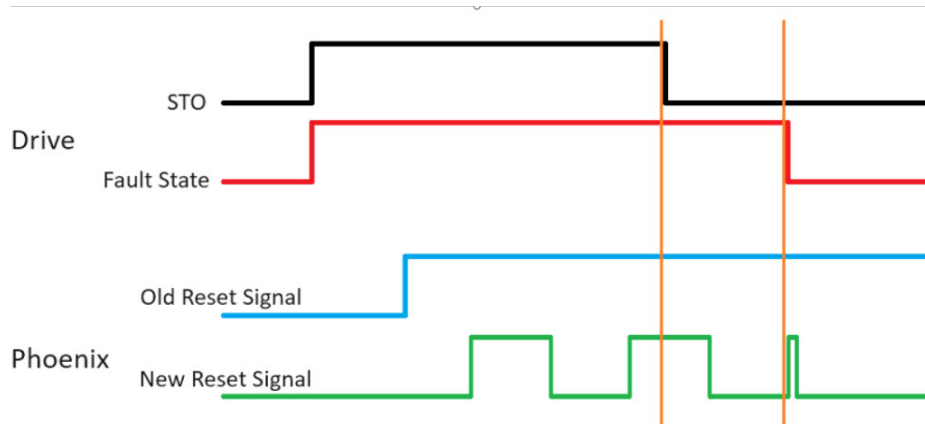 STO
Drive
Fault State
Old Reset Signal
Phoenix
New Reset Signal